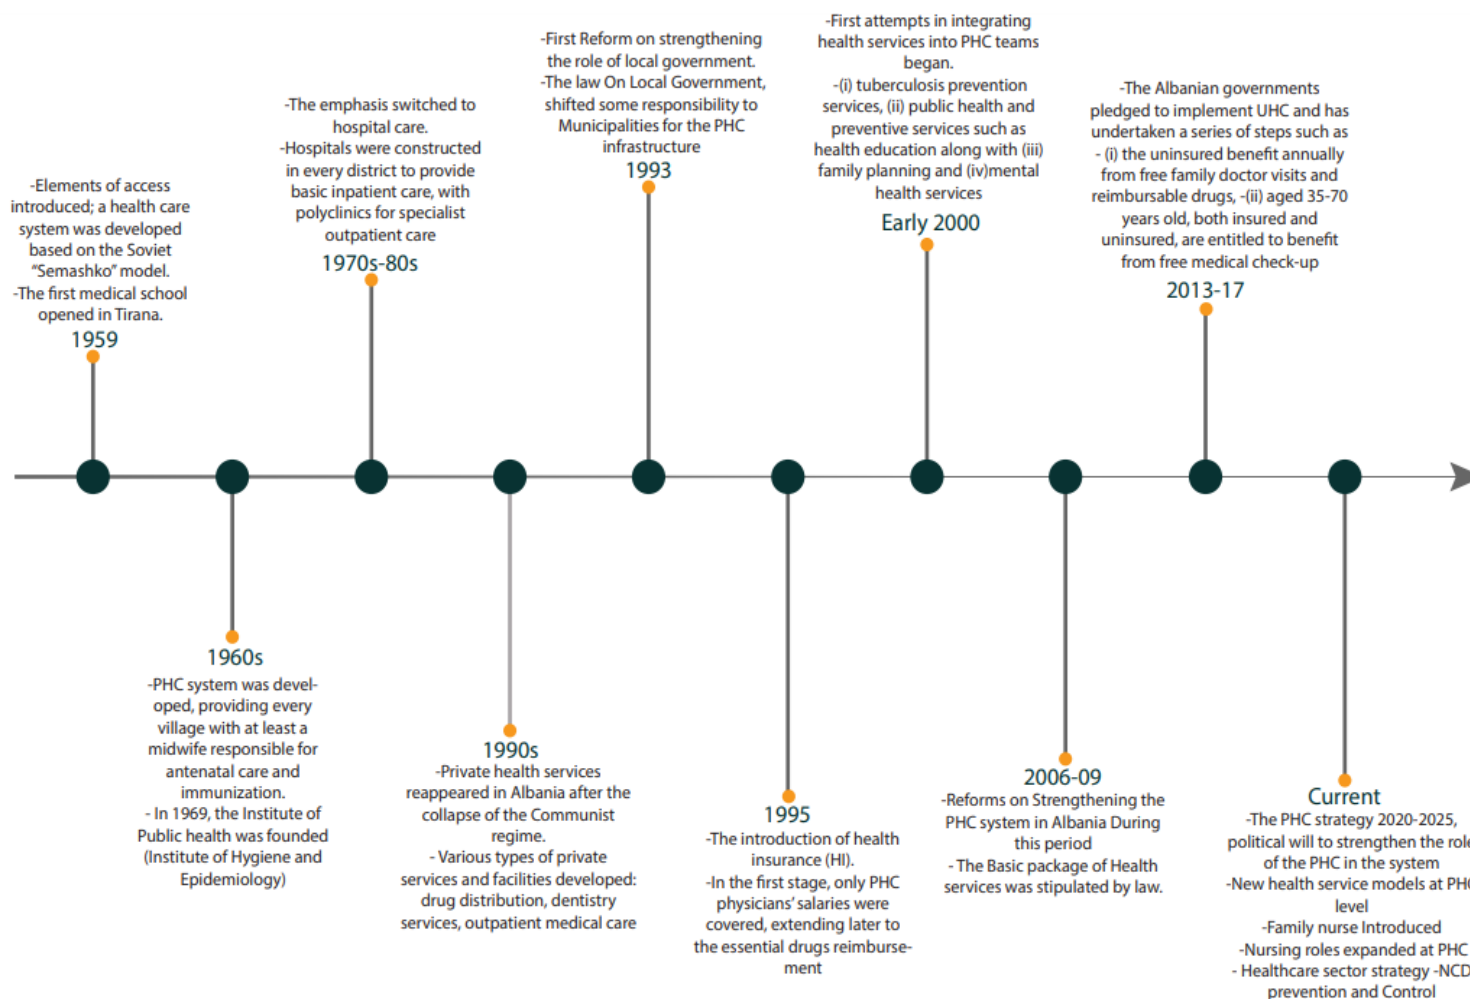 -Elements of access
introduced; a health care
system was developed
based on the Soviet
“Semashko” model.
-The first medical school
opened in Tirana.
1959
1960s
-PHC system was devel-
oped, providing every
village with at least a
midwife responsible for
antenatal care and
immunization.
- In 1969, the Institute of
Public health was founded
(Institute of Hygiene and
Epidemiology)
-The emphasis switched to
hospital care.
-Hospitals were constructed
in every district to provide
basic inpatient care, with
polyclinics for specialist
outpatient care
1970s-80s
1990s
-Private health services
reappeared in Albania after the
collapse of the Communist
regime.
- Various types of private
services and facilities developed:
drug distribution, dentistry
services, outpatient medical care
-First Reform on strengthening
the role of local government.
-The law On Local Government,
shifted some responsibility to
Municipalities for the PHC
infrastructure
1993
1995
-The introduction of health
insurance (HI).
-In the first stage, only PHC
physicians’ salaries were
covered, extending later to
the essential drugs reimburse-
ment
-First attempts in integrating
health services into PHC teams
began.
-(i) tuberculosis prevention
services, (ii) public health and
preventive services such as
health education along with (iii)
family planning and (iv)mental
health services
Early 2000
2006-09
-Reforms on Strengthening the
PHC system in Albania During
this period
- The Basic package of Health
services was stipulated by law.
-The Albanian governments
pledged to implement UHC and has
undertaken a series of steps such as
- (i) the uninsured benefit annually
from free family doctor visits and
reimbursable drugs, -(ii) aged 35-70
years old, both insured and
uninsured, are entitled to benefit
from free medical check-up
2013-17
Current
-The PHC strategy 2020-2025,
political will to strengthen the role
of the PHC in the system
-New health service models at PHC
level
-Family nurse Introduced
-Nursing roles expanded at PHC
- Healthcare sector strategy -NCD
prevention and Control